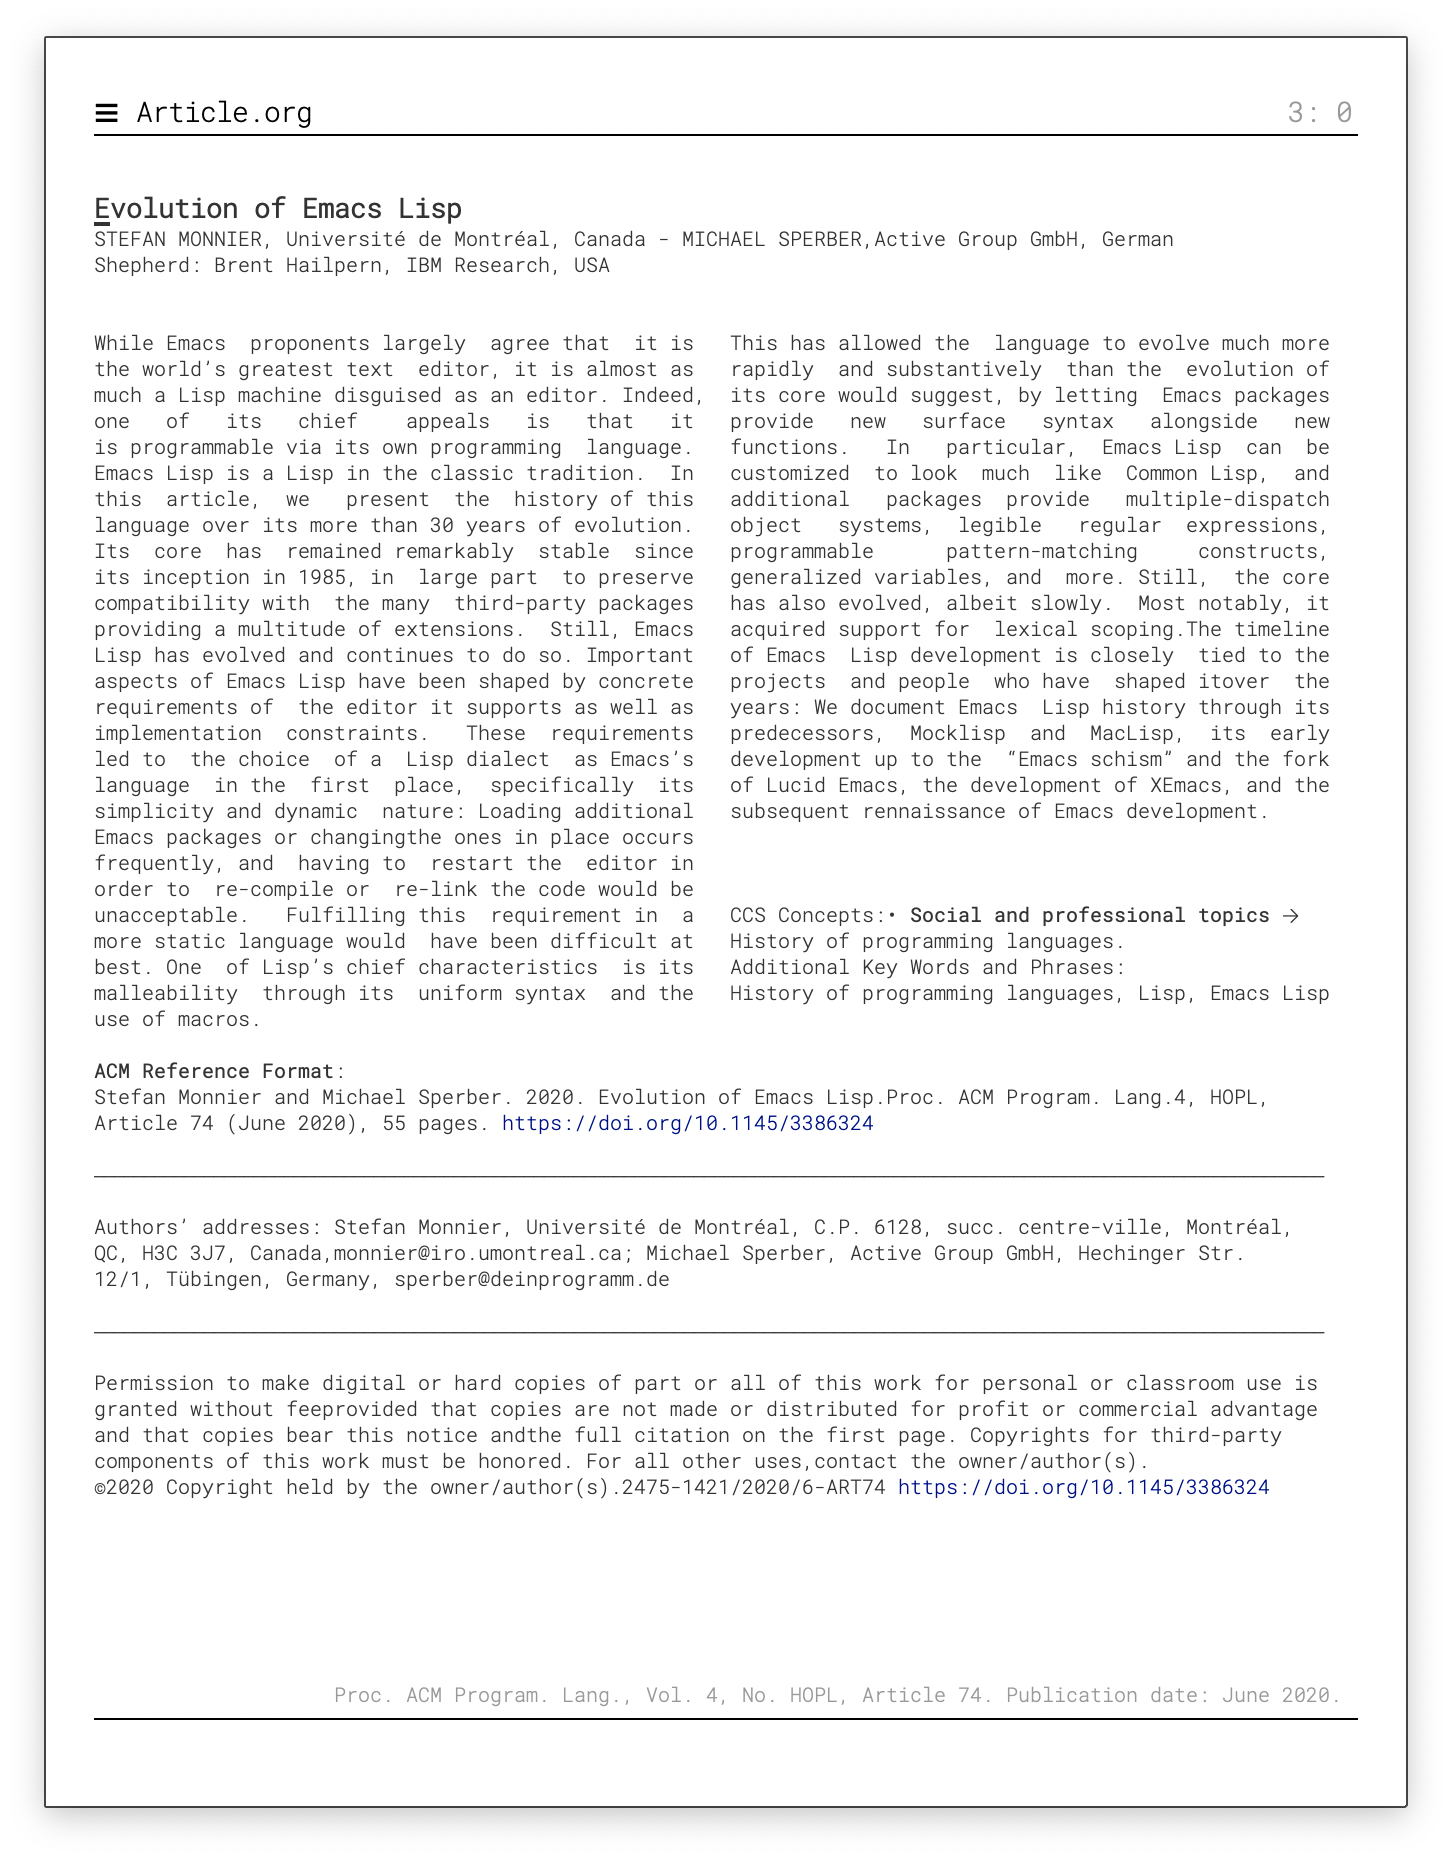 ≡ Article.org 3: 0
Evolution of Emacs Lisp
STEFAN MONNIER, Université de Montréal, Canada - MICHAEL SPERBER,Active Group GmbH, German
Shepherd: Brent Hailpern, IBM Research, USA
While Emacs  proponents largely  agree that  it is
the world’s greatest text  editor, it is almost as
much a Lisp machine disguised as an editor. Indeed,
one   of   its   chief    appeals   is   that   it
is programmable via its own programming  language.
Emacs Lisp is a Lisp in the classic tradition.  In
this  article,  we   present  the  history of this
language over its more than 30 years of evolution.
Its  core  has  remained remarkably  stable  since
its inception in 1985, in  large part  to preserve
compatibility with  the many  third-party packages
providing a multitude of extensions.  Still, Emacs
Lisp has evolved and continues to do so. Important
aspects of Emacs Lisp have been shaped by concrete
requirements of  the editor it supports as well as
implementation  constraints.   These  requirements
led to  the choice  of a  Lisp dialect  as Emacs’s
language  in the  first  place,  specifically  its
simplicity and dynamic  nature: Loading additional
Emacs packages or changingthe ones in place occurs
frequently, and  having to  restart the  editor in
order to  re-compile or  re-link the code would be
unacceptable.   Fulfilling this  requirement in  a
more static language would  have been difficult at
best. One  of Lisp’s chief characteristics  is its
malleability  through its  uniform syntax  and the
use of macros.
This has allowed the  language to evolve much more
rapidly  and substantively  than the  evolution of
its core would suggest, by letting  Emacs packages
provide   new   surface   syntax   alongside   new
functions.   In   particular,  Emacs Lisp  can  be
customized  to look  much  like  Common Lisp,  and
additional   packages  provide   multiple-dispatch
object   systems,  legible   regular  expressions,
programmable      pattern-matching     constructs,
generalized variables, and  more. Still,  the core
has also evolved, albeit slowly.  Most notably, it
acquired support for  lexical scoping.The timeline
of Emacs  Lisp development is closely  tied to the
projects  and people  who have  shaped itover  the
years: We document Emacs  Lisp history through its
predecessors,  Mocklisp  and  MacLisp,  its  early
development up to the  “Emacs schism” and the fork
of Lucid Emacs, the development of XEmacs, and the
subsequent rennaissance of Emacs development.
CCS Concepts:• Social and professional topics →
History of programming languages.
Additional Key Words and Phrases:
History of programming languages, Lisp, Emacs Lisp
ACM Reference Format:
Stefan Monnier and Michael Sperber. 2020. Evolution of Emacs Lisp.Proc. ACM Program. Lang.4, HOPL,
Article 74 (June 2020), 55 pages. https://doi.org/10.1145/3386324
Authors’ addresses: Stefan Monnier, Université de Montréal, C.P. 6128, succ. centre-ville, Montréal,
QC, H3C 3J7, Canada,monnier@iro.umontreal.ca; Michael Sperber, Active Group GmbH, Hechinger Str.
12/1, Tübingen, Germany, sperber@deinprogramm.de
Permission to make digital or hard copies of part or all of this work for personal or classroom use is
granted without feeprovided that copies are not made or distributed for profit or commercial advantage
and that copies bear this notice andthe full citation on the first page. Copyrights for third-party
components of this work must be honored. For all other uses,contact the owner/author(s).
©2020 Copyright held by the owner/author(s).2475-1421/2020/6-ART74 https://doi.org/10.1145/3386324
Proc. ACM Program. Lang., Vol. 4, No. HOPL, Article 74. Publication date: June 2020.